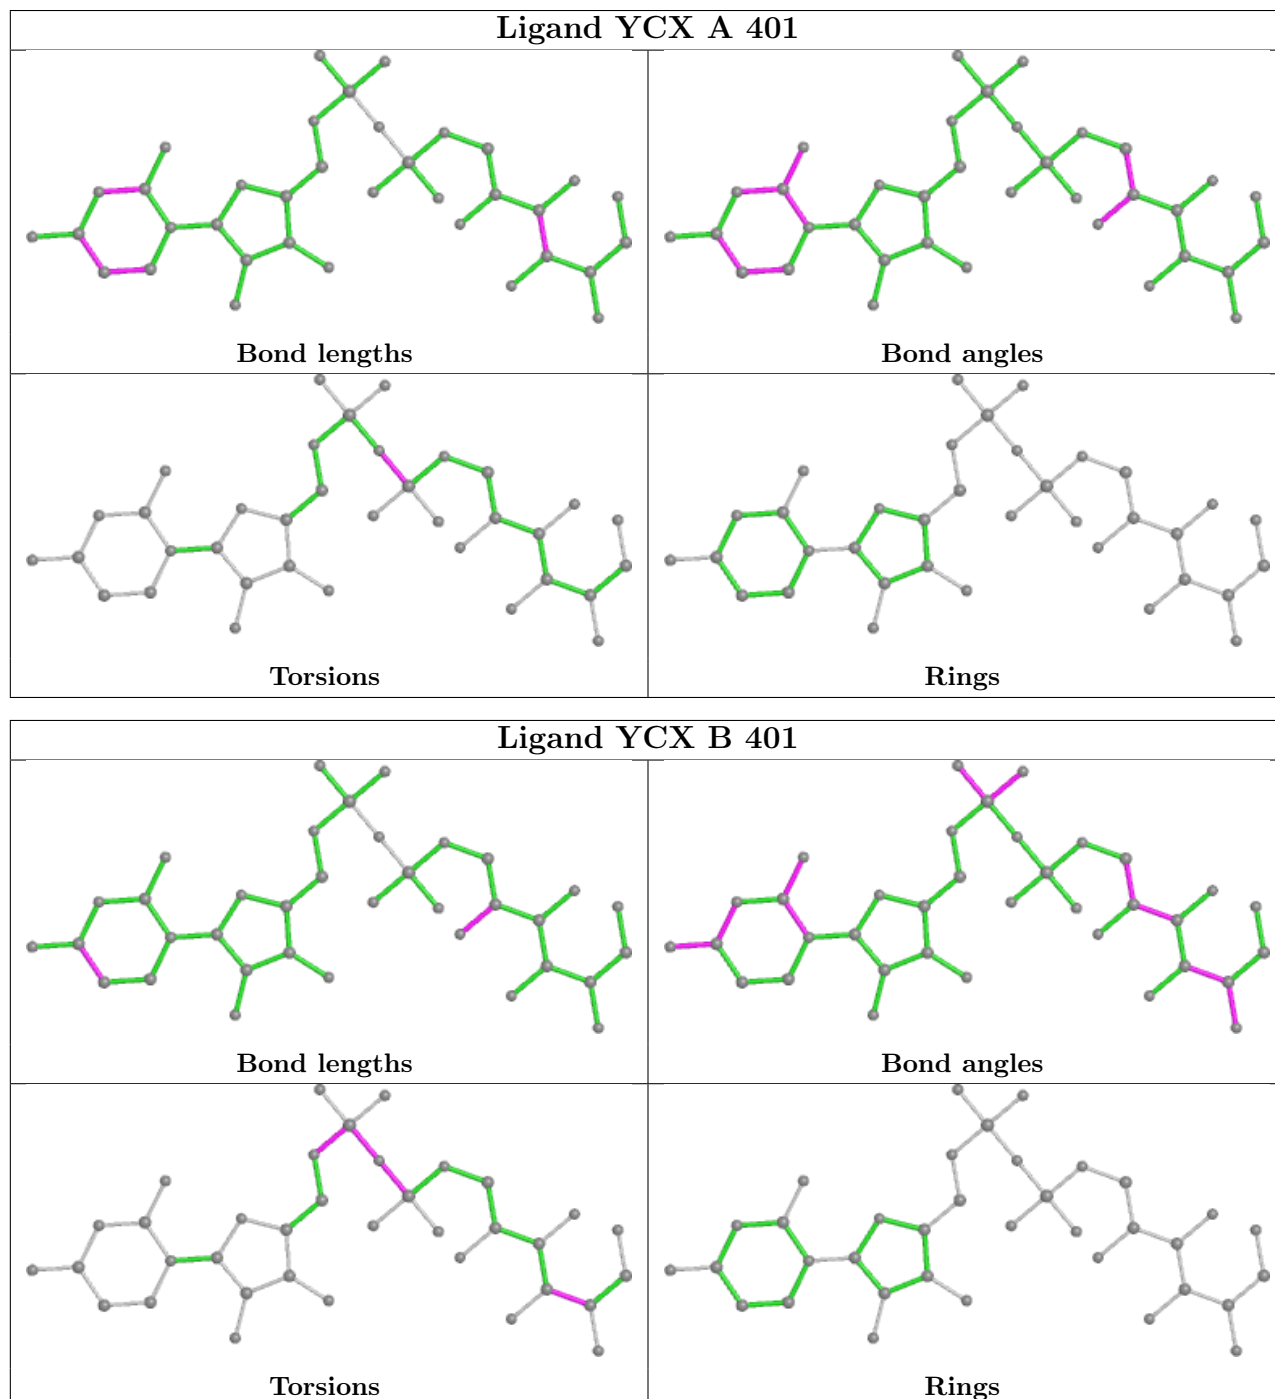 Ligand YCX A 401
Bond lengths
Bond angles
Torsions
Rings
Ligand YCX B 401
Bond lengths
Bond angles
Torsions
Rings